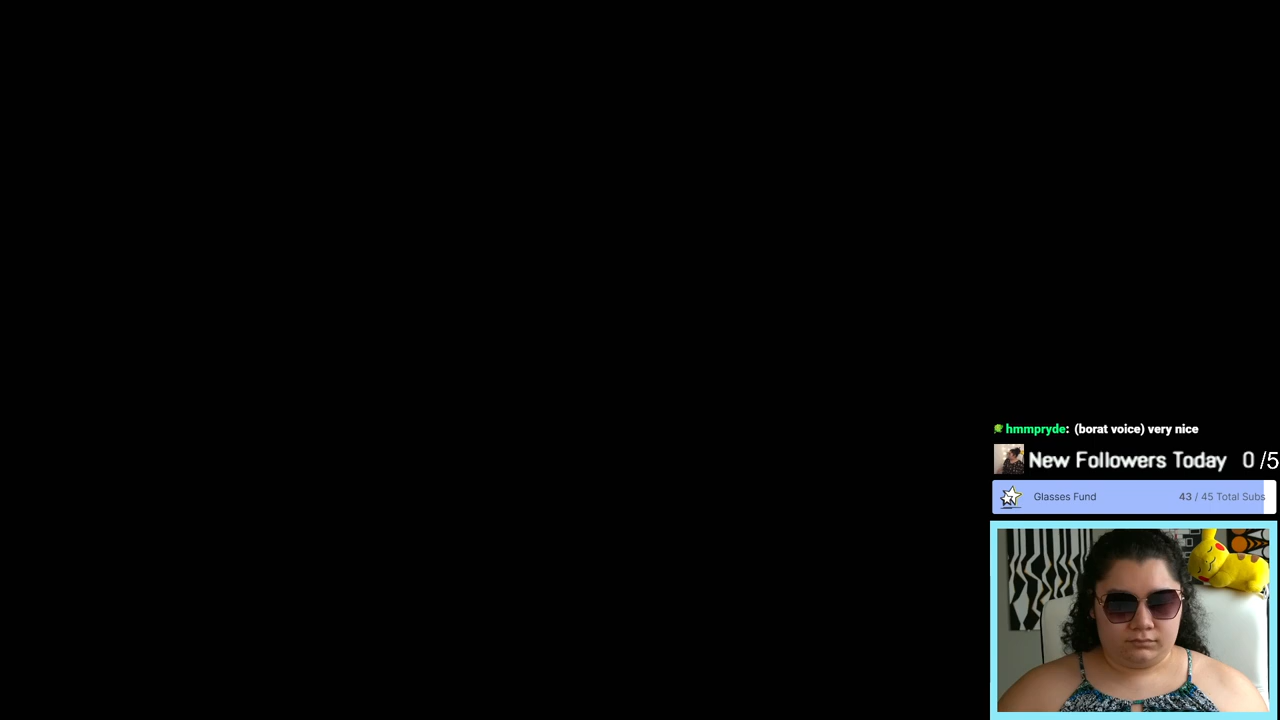 hmmpryde: (borat voice) very nice
New Followers Today 0 /5
Glasses Fund 43 / 45 Total Subs